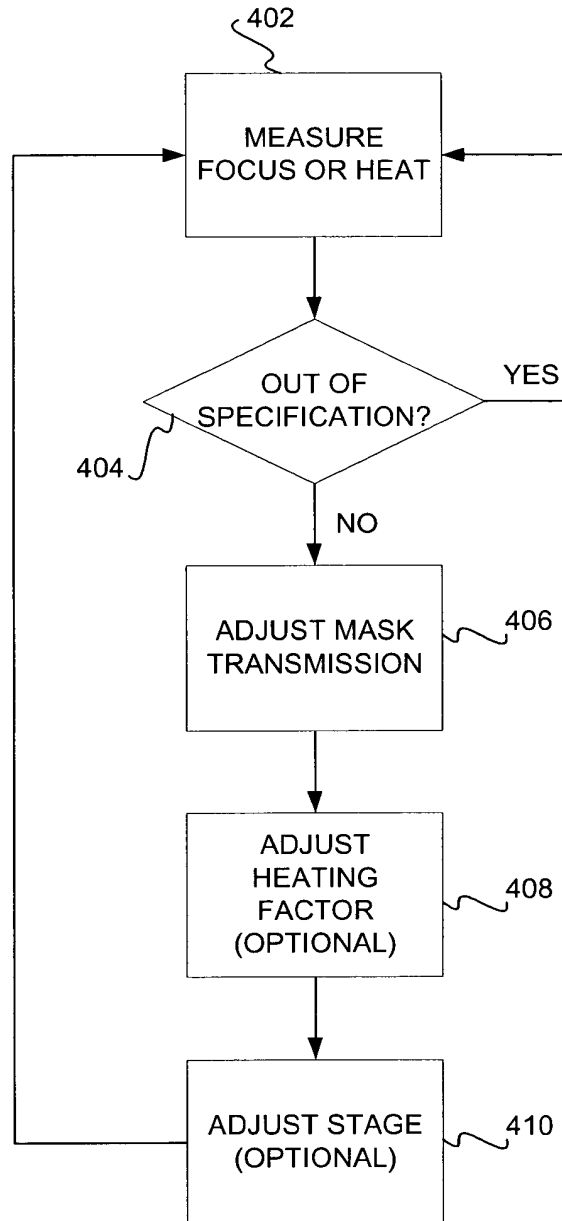 402
MEASURE
FOCUS OR HEAT
OUT OF
SPECIFICATION?
YES
404
NO
ADJUST MASK
TRANSMISSION
406
ADJUST
HEATING
FACTOR
(OPTIONAL)
408
ADJUST STAGE
(OPTIONAL)
410